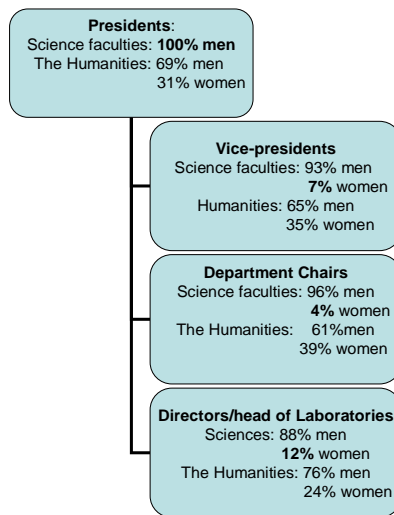 Presidents:
Science faculties: 100% men
The Humanities: 69% men
31% women
Vice-presidents
Science faculties: 93% men
7% women
Humanities: 65% men
35% women
Department Chairs
Science faculties: 96% men
4% women
The Humanities: 61%men
39% women
Directors/head of Laboratories
Sciences: 88% men
12% women
The Humanities: 76% men
24% women